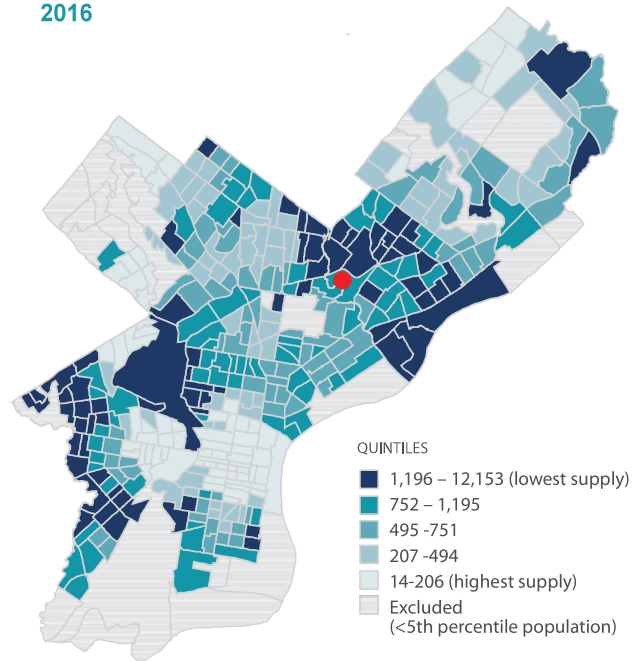 2016
QUINTILES
1,196 – 12,153 (lowest supply)
752 – 1,195
495 -751
207 -494
14-206 (highest supply)
Excluded
(<5th percentile population)